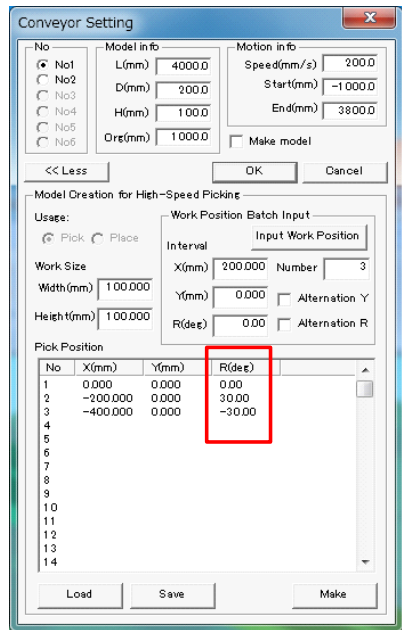 Conveyor Setting
x
No
No1
No2
No3
No4
No5
No6
Model info
L(mm) 4000.0
D(mm) 200.0
H(mm) 100.0
Org(mm) 1000.0
Motion info
Speed(mm/s) 200.0
Start(mm) -1000.0
End(mm) 3800.0
Make model
<< Less
OK
Cancel
Model Creation for High-Speed Picking
Usage:
Pick Place
Work Size
Width(mm) 100.000
Height(mm) 100.000
Work Position Batch Input
Interval
Input Work Position
X(mm) 200.000 Number 3
Y(mm) 0.000 Alternation Y
R(deg) 0.00 Alternation R
Pick Position
No X(mm) Y(mm) R(deg)
1 0.000 0.000 0.00
2 -200.000 0.000 30.00
3 -400.000 0.000 -30.00
4
5
6
7
8
9
10
11
12
13
14
Load
Save
Make